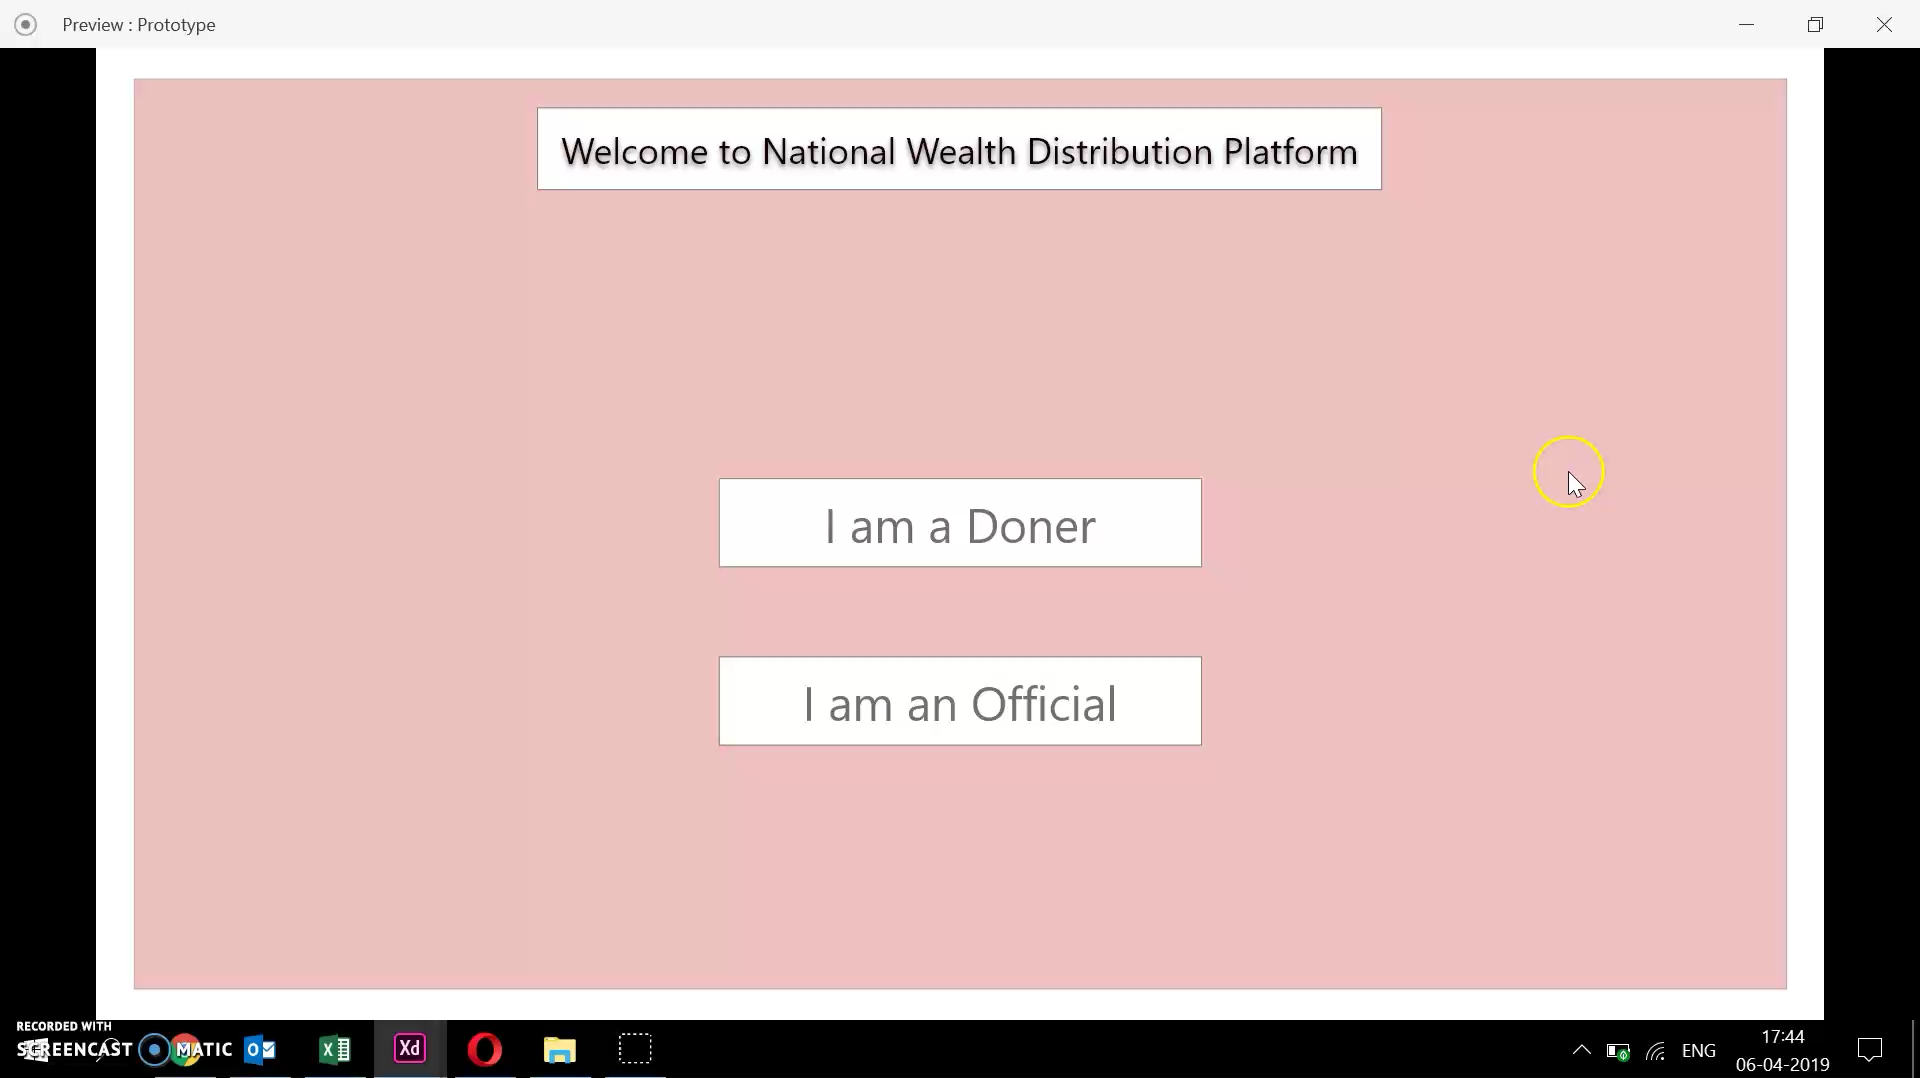 Preview : Prototype
Welcome to National Wealth Distribution Platform
I am a Doner
I am an Official
RECORDED WITH
SCREENCAST MATIC
Xd
ENG
17:44
06-04-2019